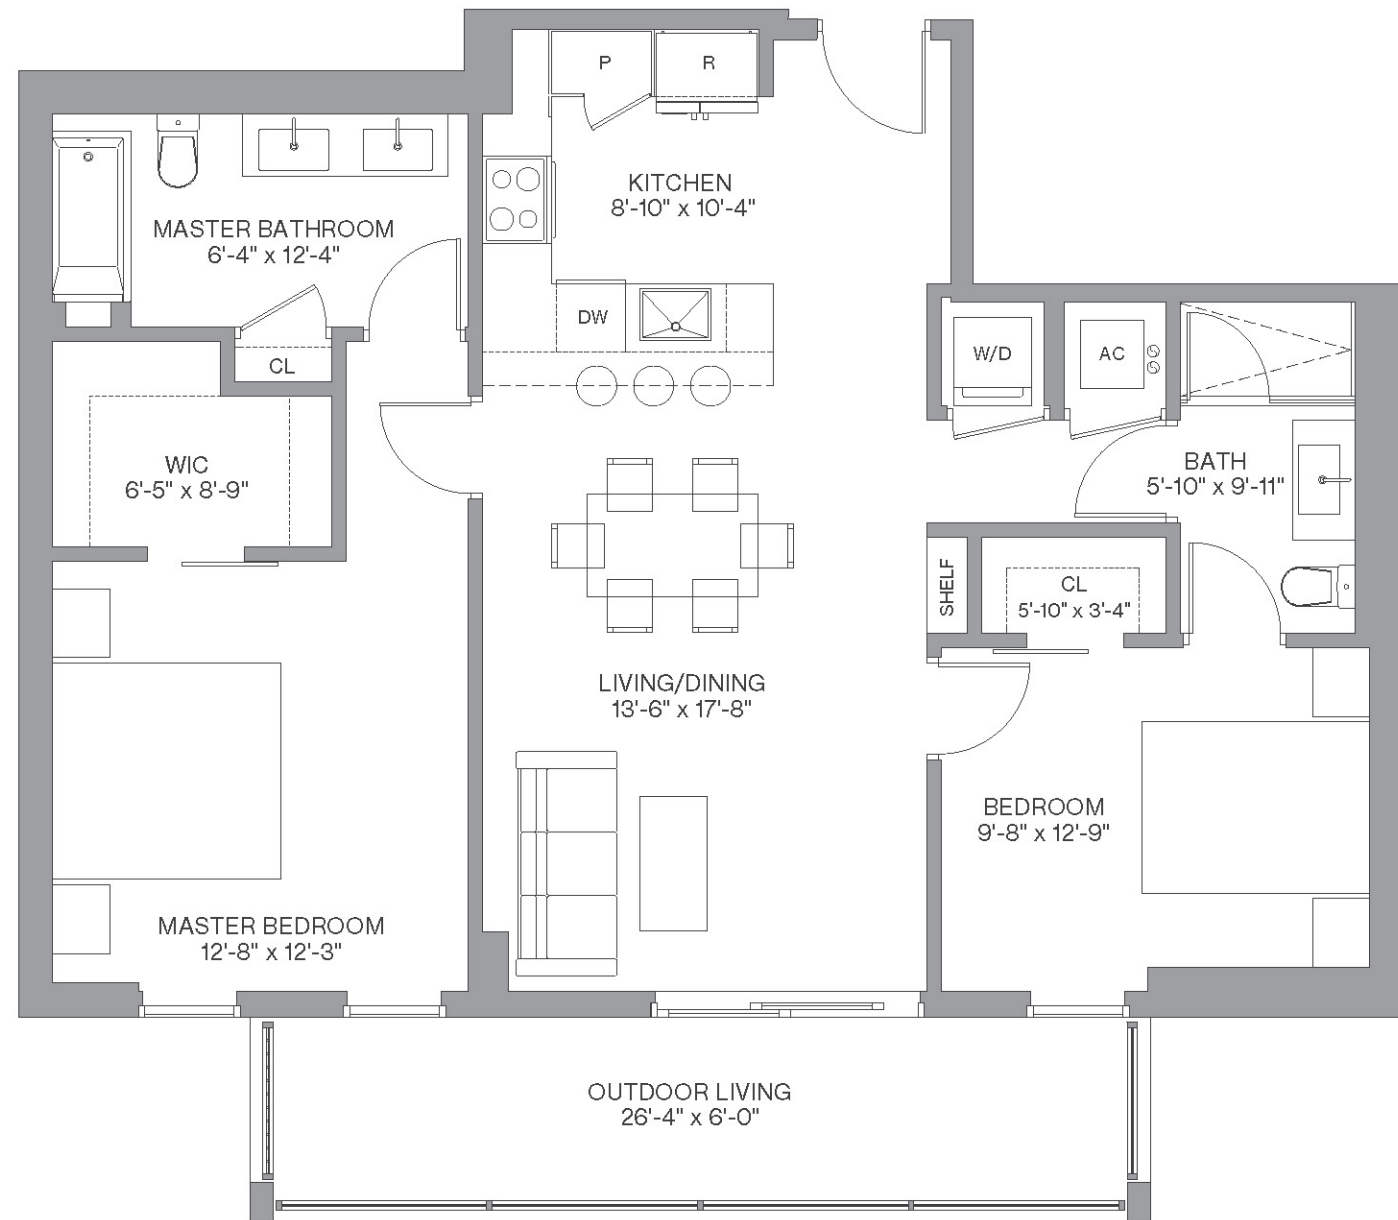 P
R
KITCHEN
8'-10" x 10'-4"
MASTER BATHROOM
6'-4" x 12'-4"
DW
CL
W/D
AC
WIC
6'-5" x 8'-9"
BATH
5'-10" x 9'-11"
SHELF
CL
5'-10" x 3'-4"
LIVING/DINING
13'-6" x 17'-8"
BEDROOM
9'-8" x 12'-9"
MASTER BEDROOM
12'-8" x 12'-3"
OUTDOOR LIVING
26'-4" x 6'-0"